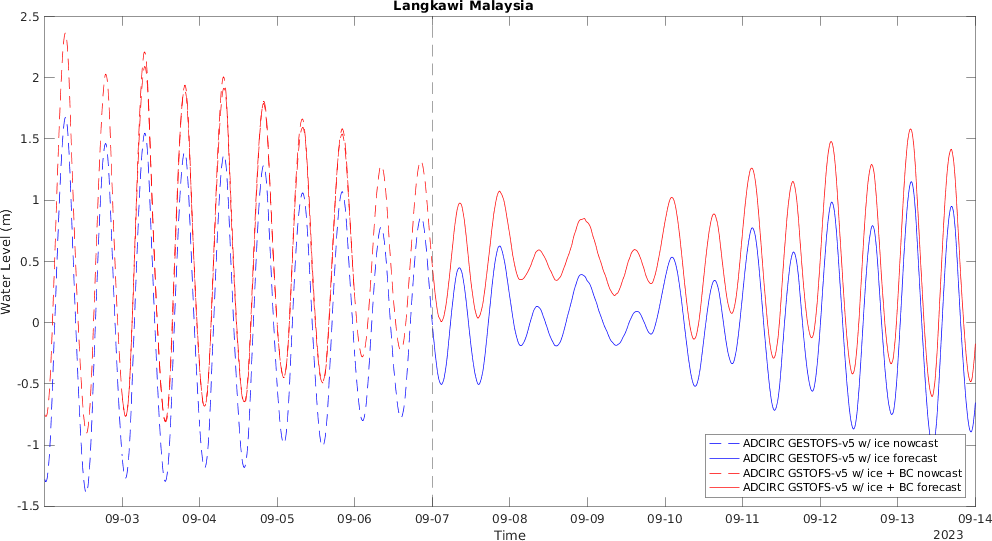 Langkawi Malaysia
2.5
2
1.5
1
0.5
0
-0.5
-1
-1.5
Water Level (m)
ADCIRC GESTOFS-v5 w/ ice nowcast
ADCIRC GESTOFS-v5 w/ ice forecast
ADCIRC GSTOFS-v5 w/ ice + BC nowcast
ADCIRC GSTOFS-v5 w/ ice + BC forecast
09-03 09-04 09-05 09-06 09-07 09-08 09-09 09-10 09-11 09-12 09-13 09-14
Time
2023